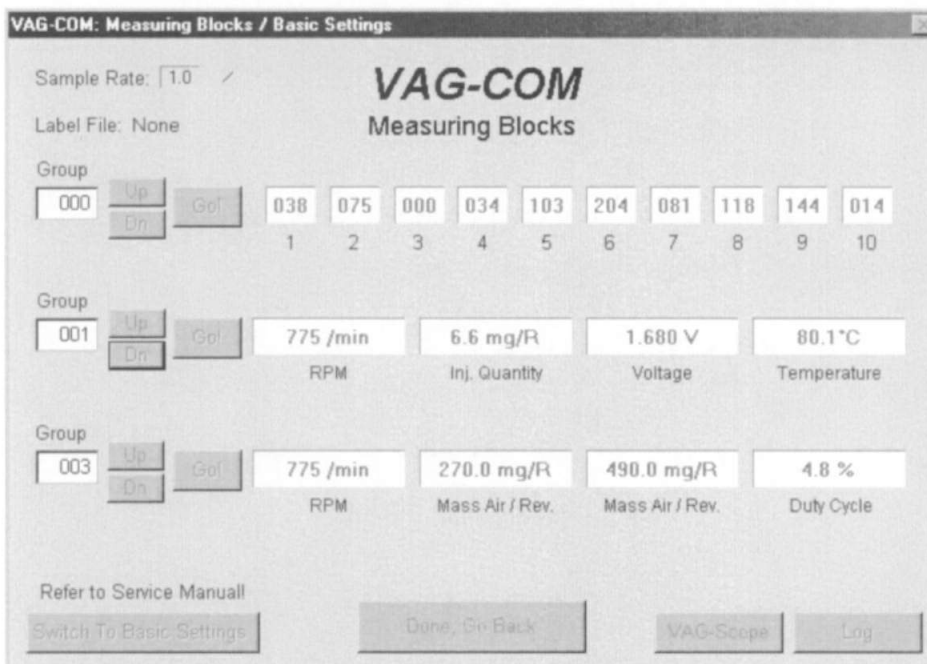 VAG-COM: Measuring Blocks / Basic Settings
Sample Rate: 1.0 /
VAG-COM
Label File: None
Measuring Blocks
Group
000 Up Dn Go! 038 075 000 034 103 204 081 118 144 014
1 2 3 4 5 6 7 8 9 10
Group
001 Up Dn Go! 775 /min 6.6 mg/R 1.680 V 80.1°C
RPM Inj. Quantity Voltage Temperature
Group
003 Up Dn Go! 775 /min 270.0 mg/R 490.0 mg/R 4.8 %
RPM Mass Air / Rev. Mass Air / Rev. Duty Cycle
Refer to Service Manual!
Switch To Basic Settings Done, Go Back VAG-Scope Log